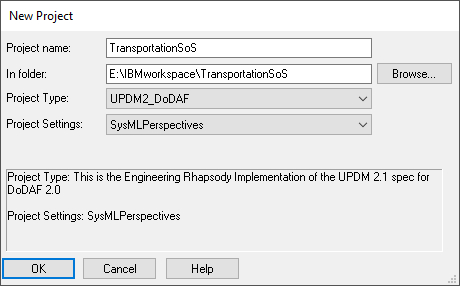 New Project
Project name: TransportationSoS
In folder: E:\IBMworkspace\TransportationSoS Browse...
Project Type: UPDM2_DoDAF
Project Settings: SysMLPerspectives
Project Type: This is the Engineering Rhapsody Implementation of the UPDM 2.1 spec for
DoDAF 2.0
Project Settings: SysMLPerspectives
OK Cancel Help